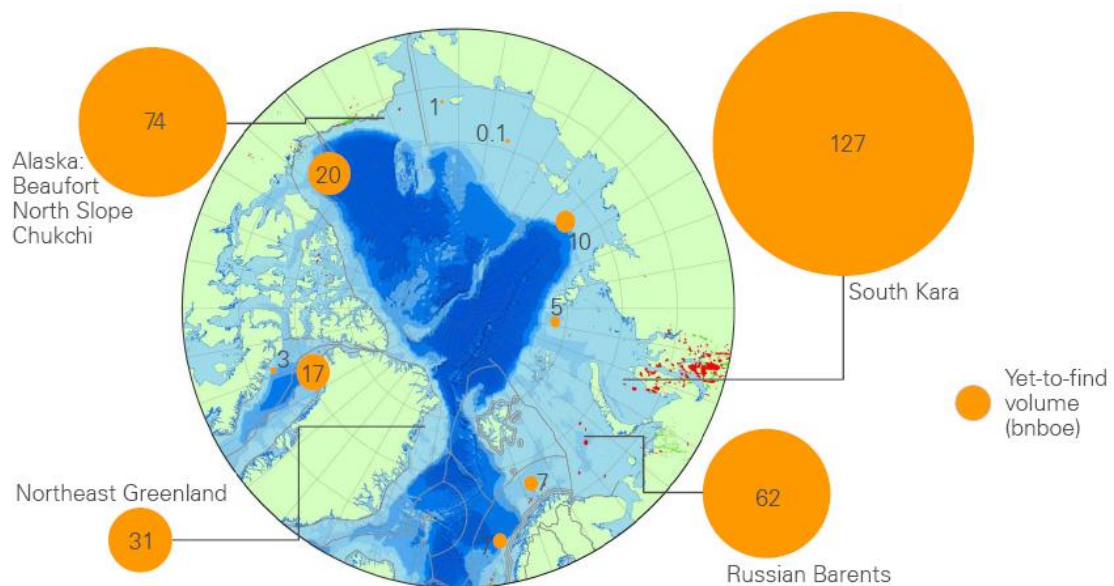 74
Alaska:
Beaufort
North Slope
Chukchi
1
0.1
20
127
South Kara
10
5
3
17
Yet-to-find
volume
(bnboe)
Northeast Greenland
31
7
62
Russian Barents